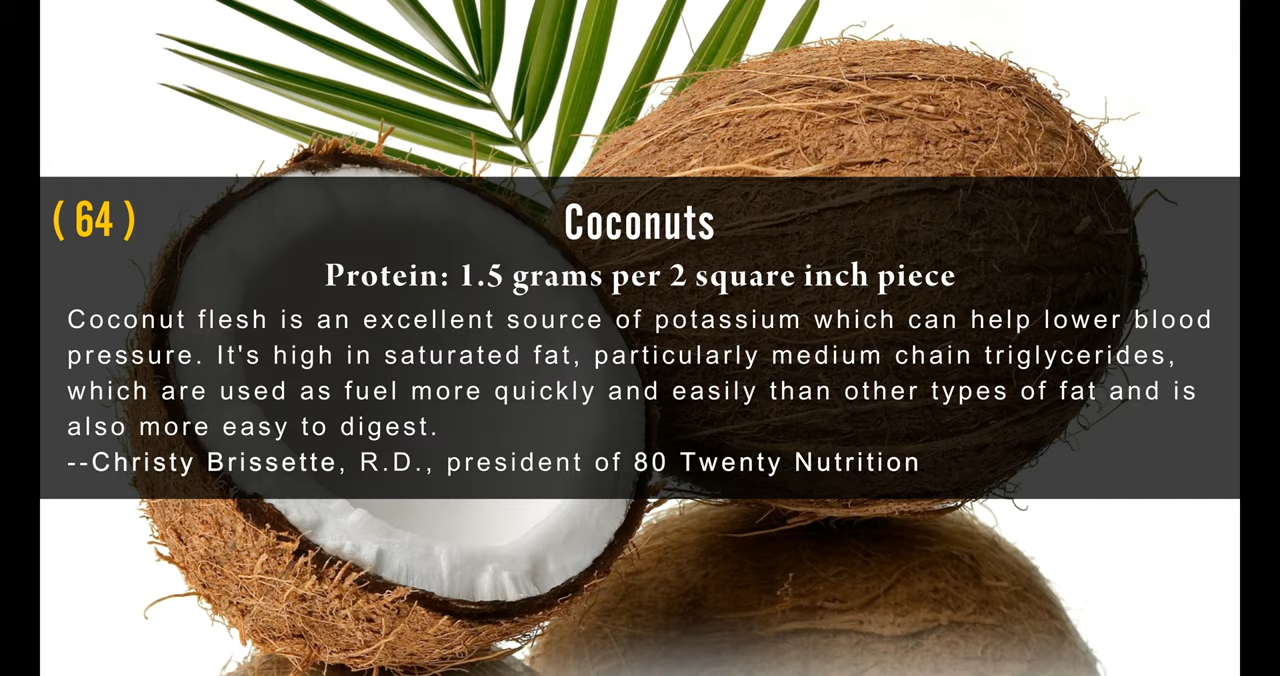 ( 64 )
Coconuts
Protein: 1.5 grams per 2 square inch piece
Coconut flesh is an excellent source of potassium which can help lower blood
pressure. It's high in saturated fat, particularly medium chain triglycerides,
which are used as fuel more quickly and easily than other types of fat and is
also more easy to digest.
--Christy Brissette, R.D., president of 80 Twenty Nutrition